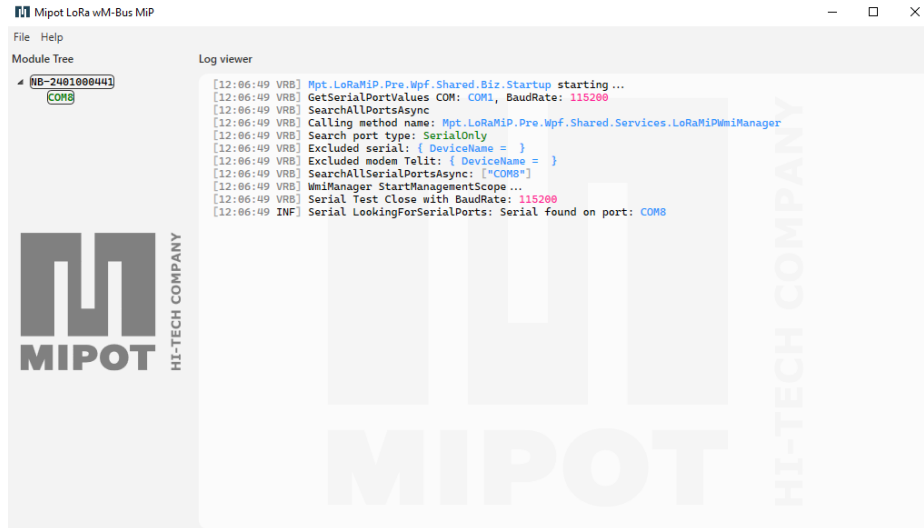 Mipot LoRa wM-Bus MiP
File Help
Module Tree
NB-2401000441
COM8
MIPOT
HI-TECH COMPANY
Log viewer
[12:06:49 VRB] Mpt.LoRaMiP.Pre.Wpf.Shared.Biz.Startup starting...
[12:06:49 VRB] GetSerialPortValues COM: COM1, BaudRate: 115200
[12:06:49 VRB] SearchAllPortsAsync
[12:06:49 VRB] Calling method name: Mpt.LoRaMiP.Pre.Wpf.Shared.Services.LoRaMiPWmiManager
[12:06:49 VRB] Search port type: SerialOnly
[12:06:49 VRB] Excluded serial: { DeviceName =  }
[12:06:49 VRB] Excluded modem Telit: { DeviceName =  }
[12:06:49 VRB] SearchAllSerialPortsAsync: ["COM8"]
[12:06:49 VRB] WmiManager StartManagementScope...
[12:06:49 VRB] Serial Test Close with BaudRate: 115200
[12:06:49 INF] Serial LookingForSerialPorts: Serial found on port: COM8
MIPOT
HI-TECH COMPANY